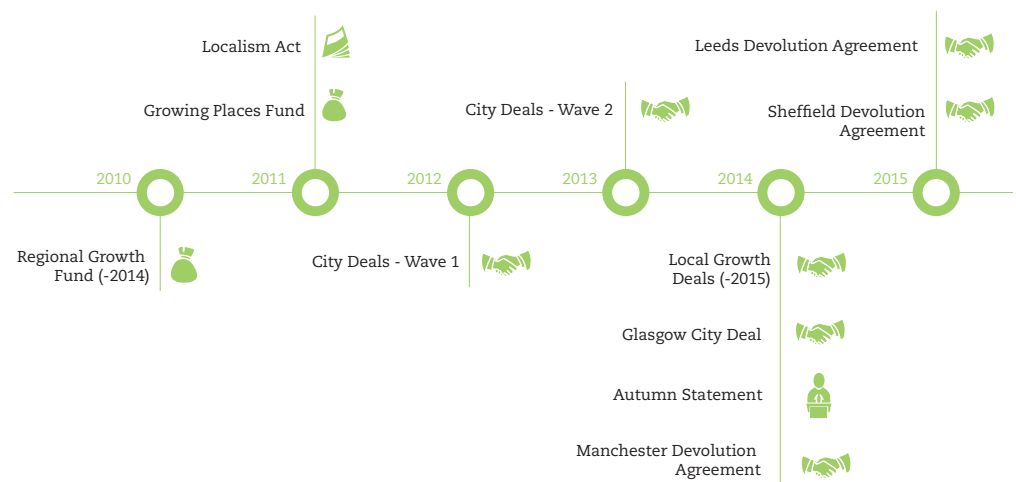 Localism Act
Growing Places Fund
City Deals - Wave 2
Leeds Devolution Agreement
Sheffield Devolution
Agreement
2010
2011
2012
2013
2014
2015
Regional Growth
Fund (-2014)
City Deals - Wave 1
Local Growth
Deals (-2015)
Glasgow City Deal
Autumn Statement
Manchester Devolution
Agreement